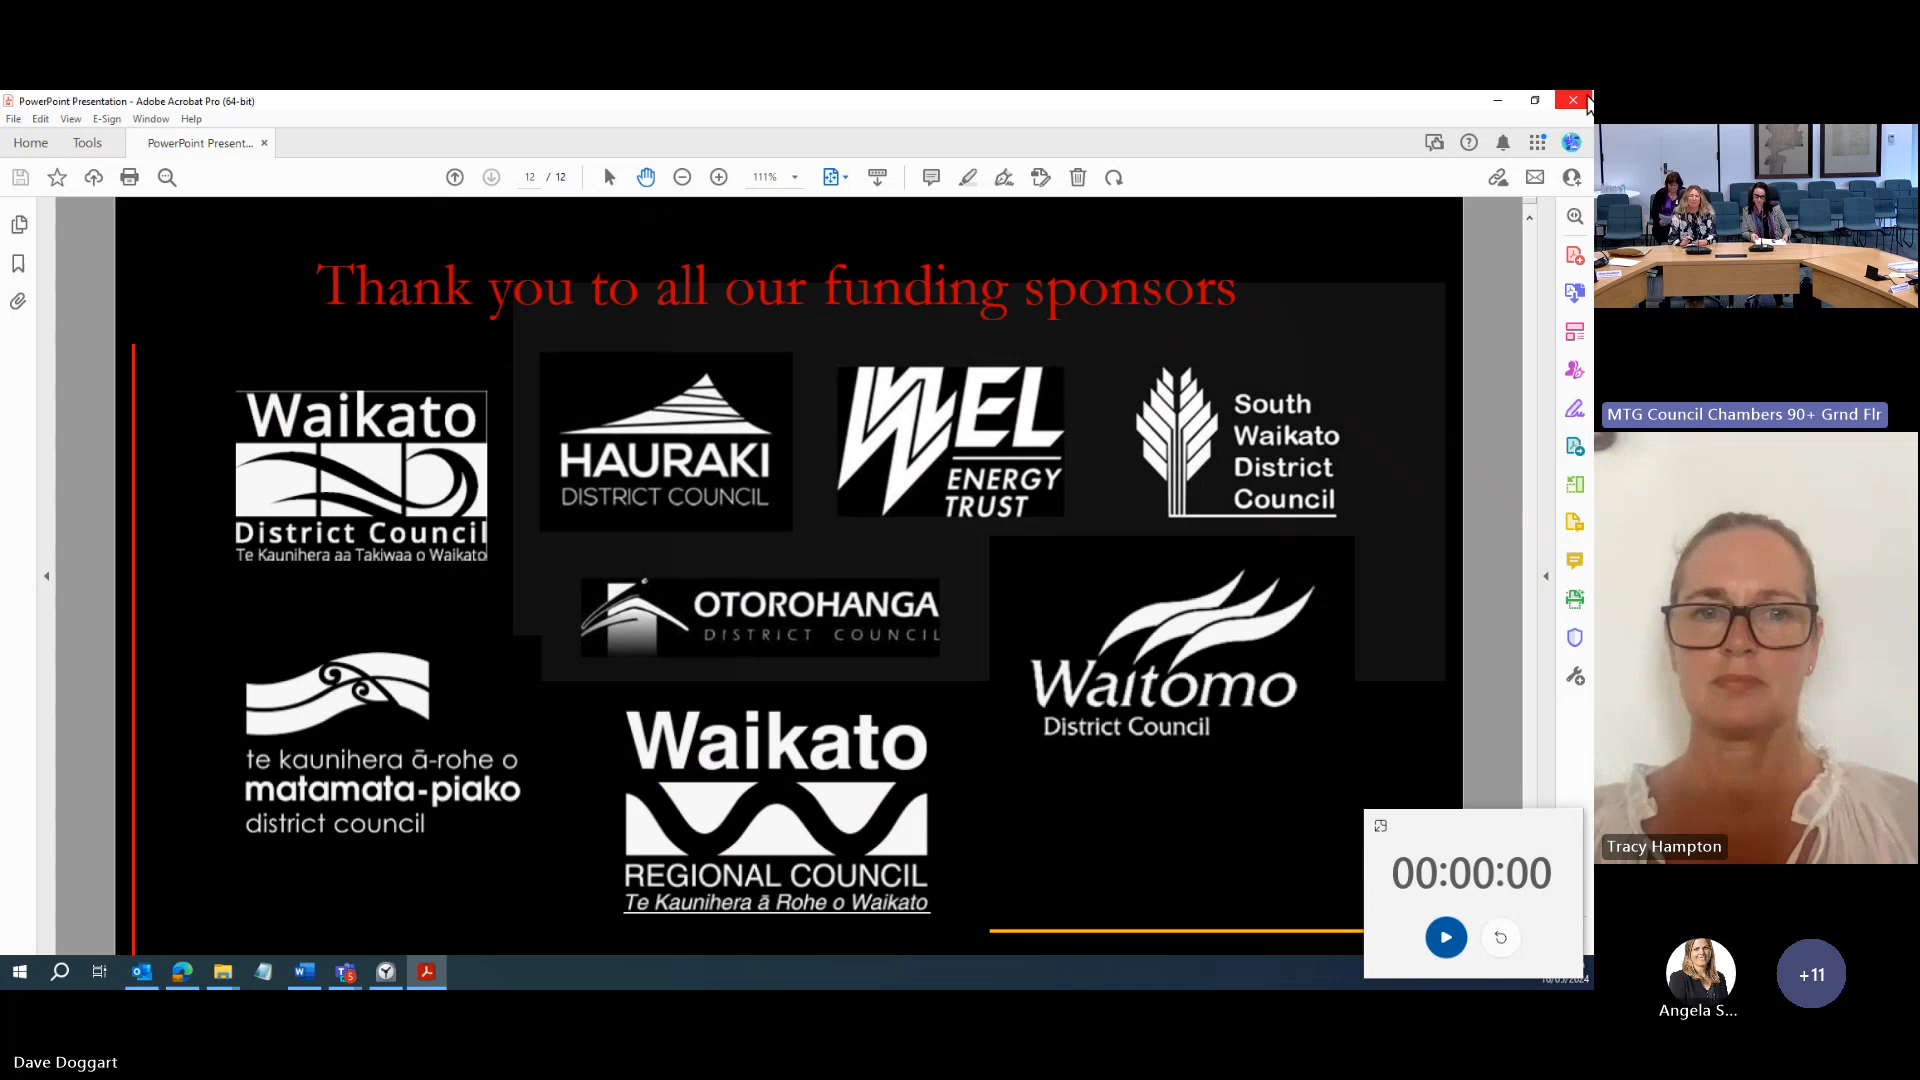 PowerPoint Presentation - Adobe Acrobat Pro (64-bit)
File Edit View E-Sign Window Help
Home Tools PowerPoint Present... ×
12 / 12 111%
Thank you to all our funding sponsors
Waikato
District Council
Te Kaunihera aa Takiwaa o Waikato
HAURAKI
DISTRICT COUNCIL
WEL
ENERGY
TRUST
South
Waikato
District
Council
OTOROHANGA
DISTRICT COUNCIL
Waitomo
District Council
te kaunihera ā-rohe o
matamata-piako
district council
Waikato
REGIONAL COUNCIL
Te Kaunihera ā Rohe o Waikato
00:00:00
MTG Council Chambers 90+ Grnd Flr
Tracy Hampton
Angela S...
+11
Dave Doggart